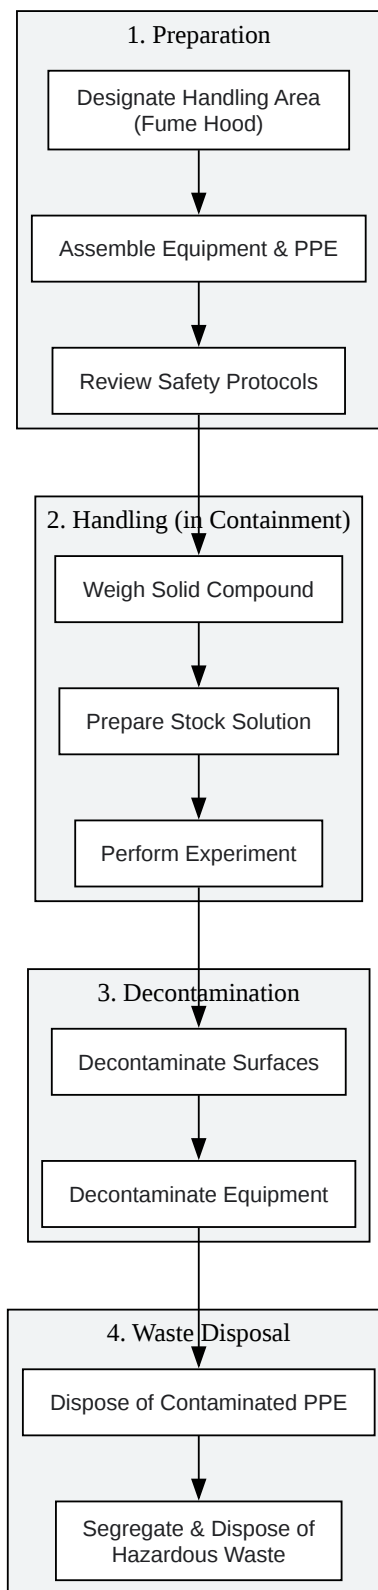 1. Preparation
Designate Handling Area
(Fume Hood)
Assemble Equipment & PPE
Review Safety Protocols
2. Handling (in Containment)
Weigh Solid Compound
Prepare Stock Solution
Perform Experiment
3. Decontamination
Decontaminate Surfaces
Decontaminate Equipment
4. Waste Disposal
Dispose of Contaminated PPE
Segregate & Dispose of
Hazardous Waste